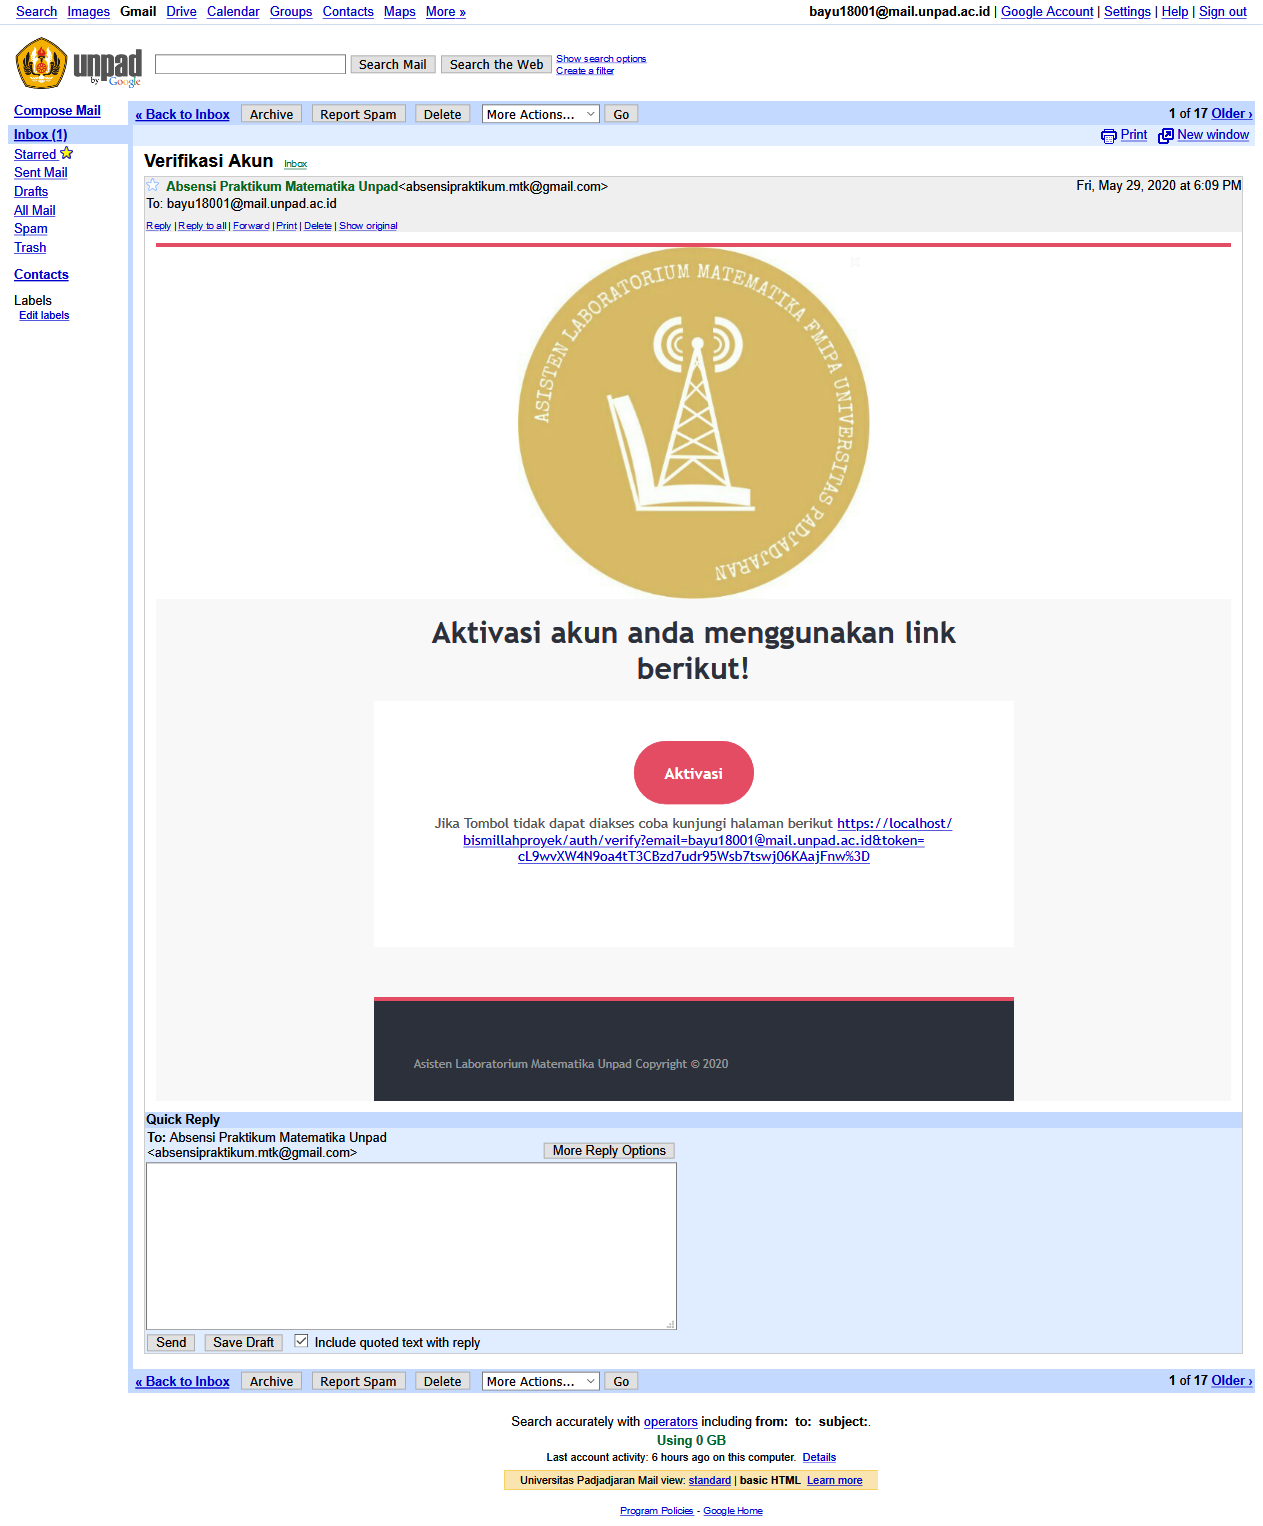 Search Images Gmail Drive Calendar Groups Contacts Maps More »
bayu18001@mail.unpad.ac.id | Google Account | Settings | Help | Sign out
unpad
by Google
Search Mail Search the Web Show search options
Create a filter
Compose Mail
Inbox (1)
Starred
Sent Mail
Drafts
All Mail
Spam
Trash
Contacts
Labels
Edit labels
« Back to Inbox Archive Report Spam Delete More Actions... Go 1 of 17 Older ›
Print New window
Verifikasi Akun Inbox
Absensi Praktikum Matematika Unpad<absensipraktikum.mtk@gmail.com> Fri, May 29, 2020 at 6:09 PM
To: bayu18001@mail.unpad.ac.id
Reply | Reply to all | Forward | Print | Delete | Show original
ASISTEN LABORATORIUM MATEMATIKA FMIPA UNIVERSITAS PADJADJARAN
Aktivasi akun anda menggunakan link
berikut!
Aktivasi
Jika Tombol tidak dapat diakses coba kunjungi halaman berikut https://localhost/
bismillahproyek/auth/verify?email=bayu18001@mail.unpad.ac.id&token=
cL9wvXW4N9oa4tT3CBzd7udr95Wsb7tswj06KAajFnw%3D
Asisten Laboratorium Matematika Unpad Copyright © 2020
Quick Reply
To: Absensi Praktikum Matematika Unpad
<absensipraktikum.mtk@gmail.com> More Reply Options
Send Save Draft Include quoted text with reply
« Back to Inbox Archive Report Spam Delete More Actions... Go 1 of 17 Older ›
Search accurately with operators including from: to: subject:.
Using 0 GB
Last account activity: 6 hours ago on this computer. Details
Universitas Padjadjaran Mail view: standard | basic HTML Learn more
Program Policies - Google Home